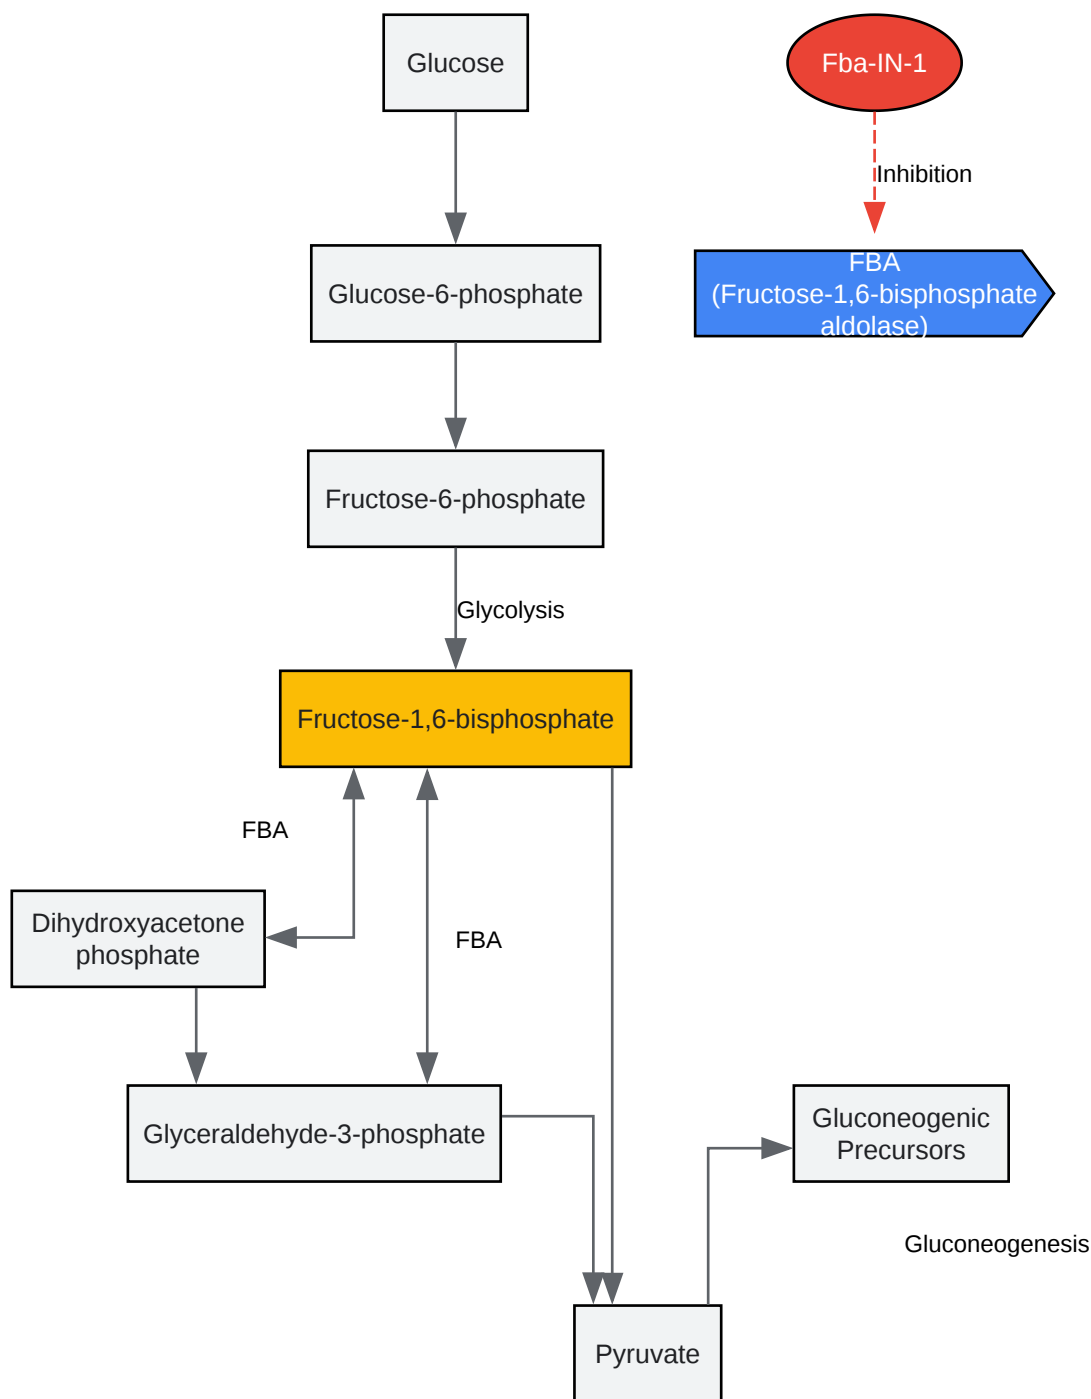 Glucose
Fba-IN-1
Inhibition
Glucose-6-phosphate
FBA
(Fructose-1,6-bisphosphate
aldolase)
Fructose-6-phosphate
Glycolysis
Fructose-1,6-bisphosphate
FBA
Dihydroxyacetone
phosphate
FBA
Glyceraldehyde-3-phosphate
Gluconeogenic
Precursors
Gluconeogenesis
Pyruvate